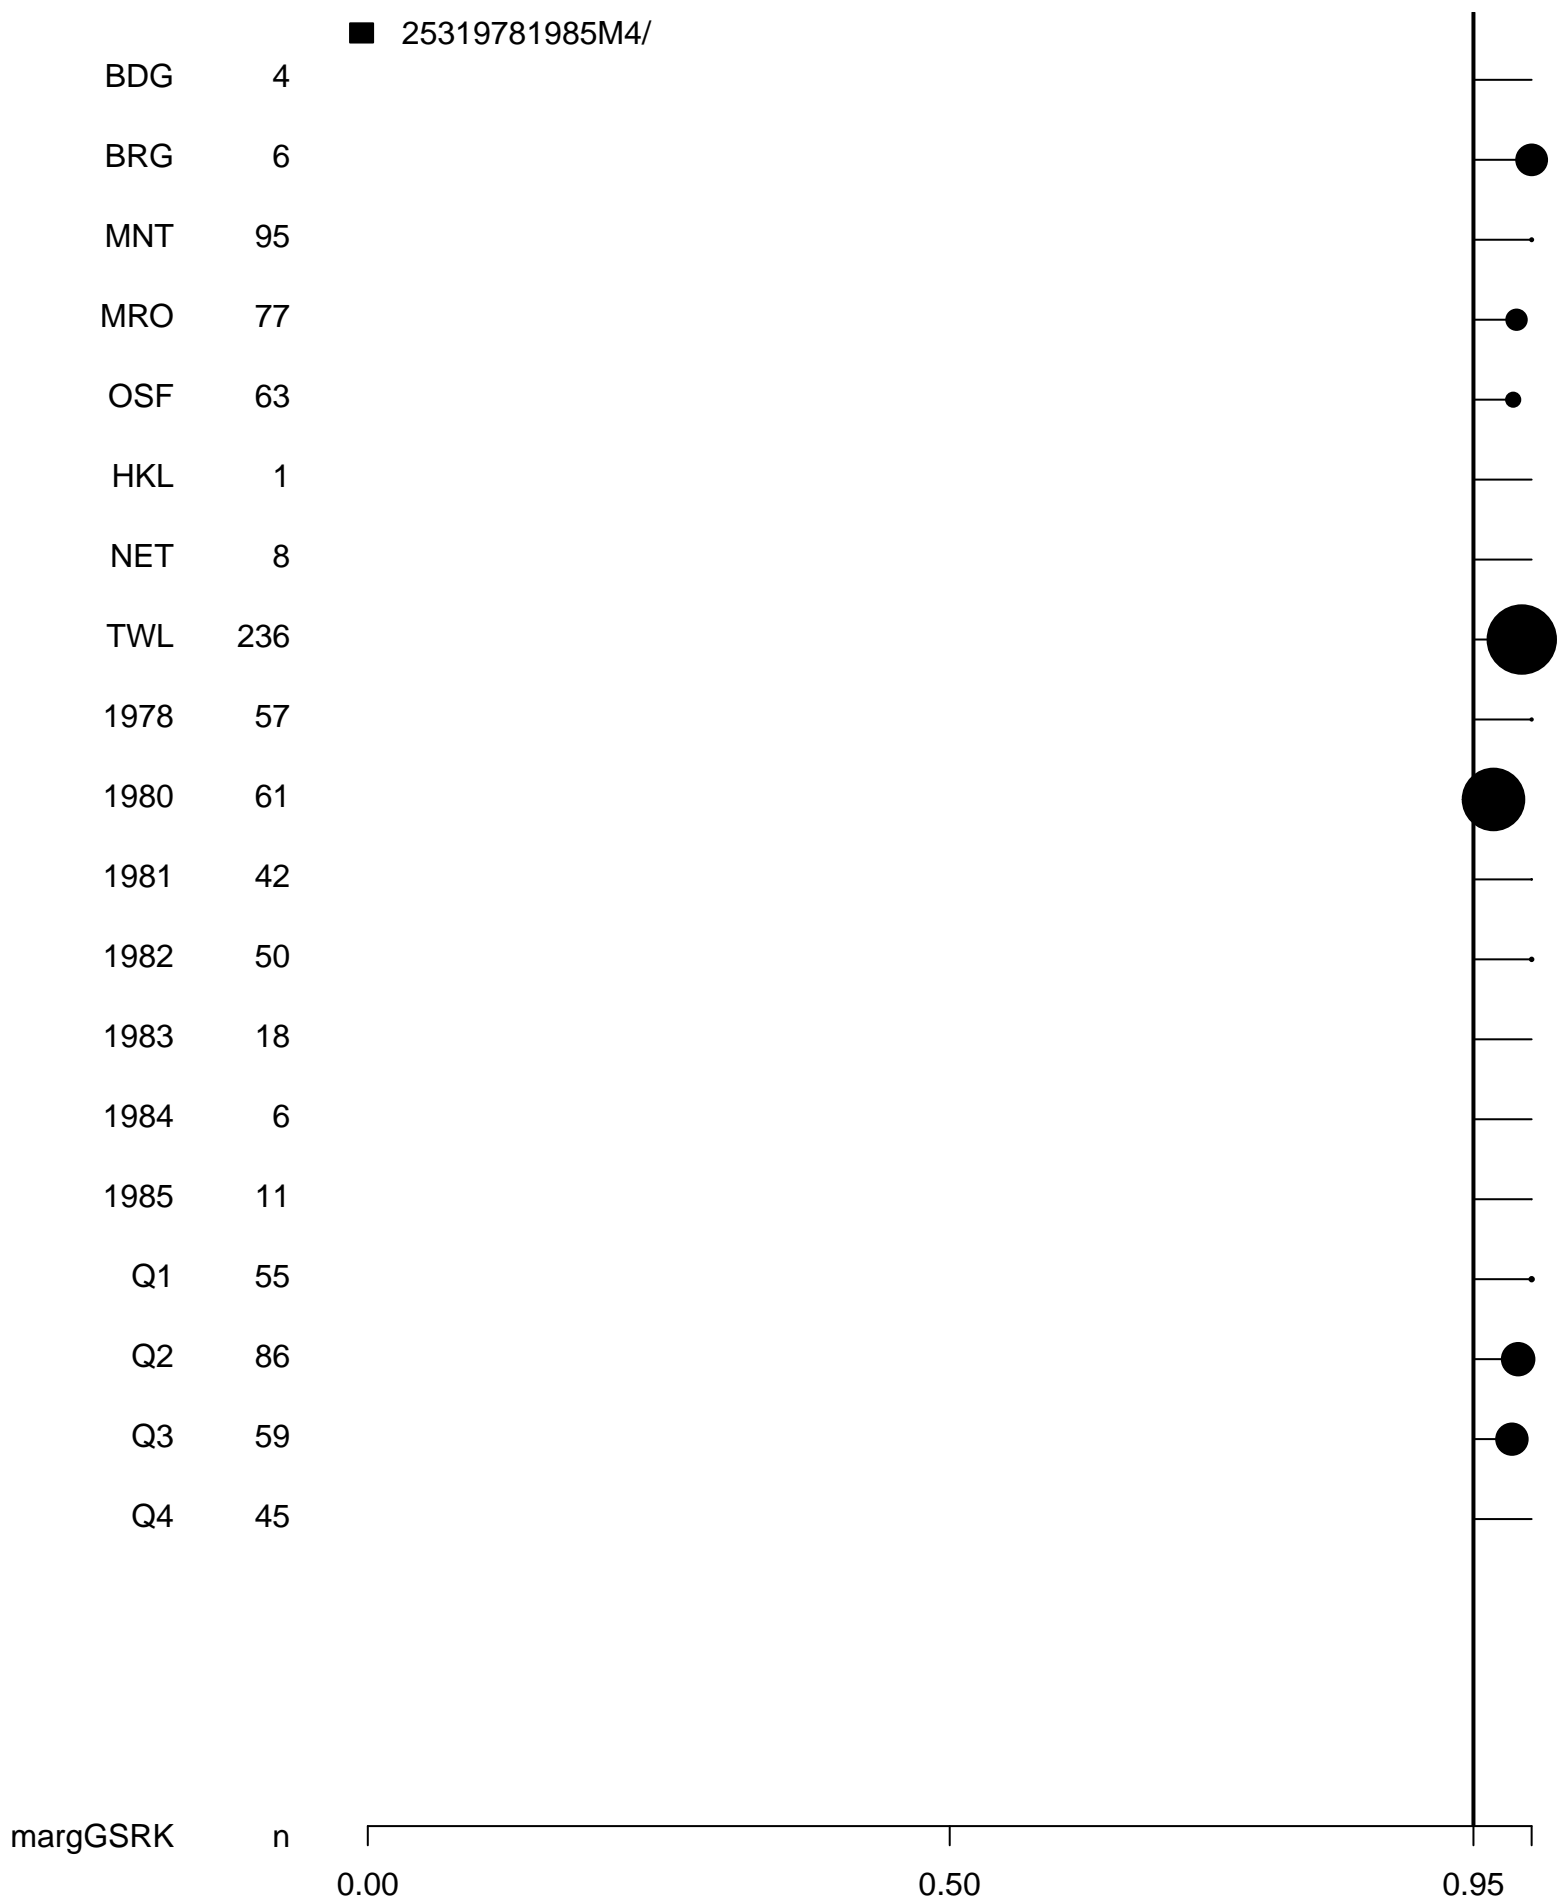 25319781985M4/
BDG 4
BRG 6
MNT 95
MRO 77
OSF 63
HKL 1
NET 8
TWL 236
1978 57
1980 61
1981 42
1982 50
1983 18
1984 6
1985 11
Q1 55
Q2 86
Q3 59
Q4 45
margGSRK n
0.00 0.50 0.95